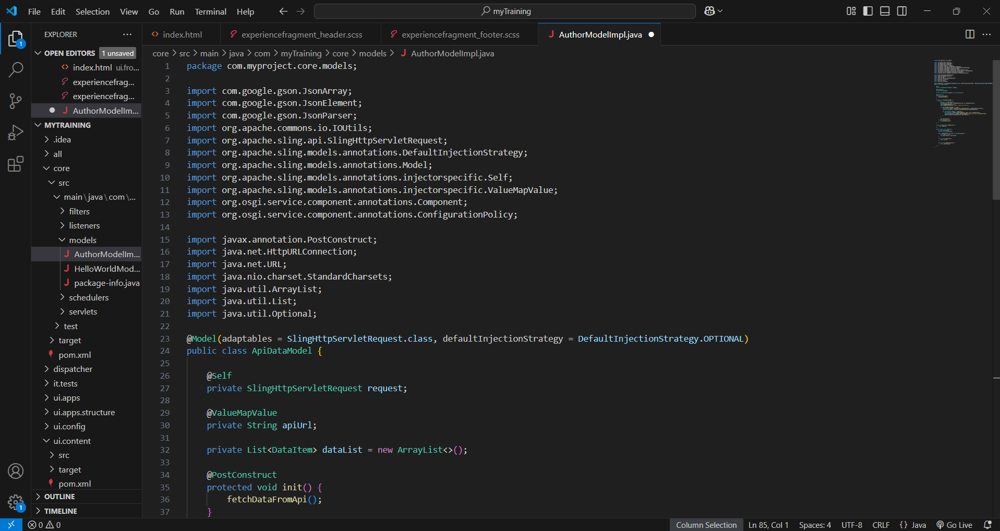 File Edit Selection View Go Run Terminal Help
myTraining
EXPLORER
OPEN EDITORS 1 unsaved
index.html ui.fro...
experiencefrag...
experiencefrag...
AuthorModelIm...
MYTRAINING
.idea
all
core
src
main\java\com\...
filters
listeners
models
AuthorModelIm...
HelloWorldMod...
package-info.java
schedulers
servlets
test
target
pom.xml
dispatcher
it.tests
ui.apps
ui.apps.structure
ui.config
ui.content
src
target
pom.xml
OUTLINE
TIMELINE
1
1
index.html experiencefragment_header.scss experiencefragment_footer.scss AuthorModelImpl.java
core > src > main > java > com > myTraining > core > models > AuthorModelImpl.java
1 package com.myproject.core.models;
2
3 import com.google.gson.JsonArray;
4 import com.google.gson.JsonElement;
5 import com.google.gson.JsonParser;
6 import org.apache.commons.io.IOUtils;
7 import org.apache.sling.api.SlingHttpServletRequest;
8 import org.apache.sling.models.annotations.DefaultInjectionStrategy;
9 import org.apache.sling.models.annotations.Model;
10 import org.apache.sling.models.annotations.injectorspecific.Self;
11 import org.apache.sling.models.annotations.injectorspecific.ValueMapValue;
12 import org.osgi.service.component.annotations.Component;
13 import org.osgi.service.component.annotations.ConfigurationPolicy;
14
15 import javax.annotation.PostConstruct;
16 import java.net.HttpURLConnection;
17 import java.net.URL;
18 import java.nio.charset.StandardCharsets;
19 import java.util.ArrayList;
20 import java.util.List;
21 import java.util.Optional;
22
23 @Model(adaptables = SlingHttpServletRequest.class, defaultInjectionStrategy = DefaultInjectionStrategy.OPTIONAL)
24 public class ApiDataModel {
25
26 @Self
27 private SlingHttpServletRequest request;
28
29 @ValueMapValue
30 private String apiUrl;
31
32 private List<DataItem> dataList = new ArrayList<>();
33
34 @PostConstruct
35 protected void init() {
36 fetchDataFromApi();
37 }
0 0
Column Selection Ln 85, Col 1 Spaces: 4 UTF-8 CRLF {} Java Go Live